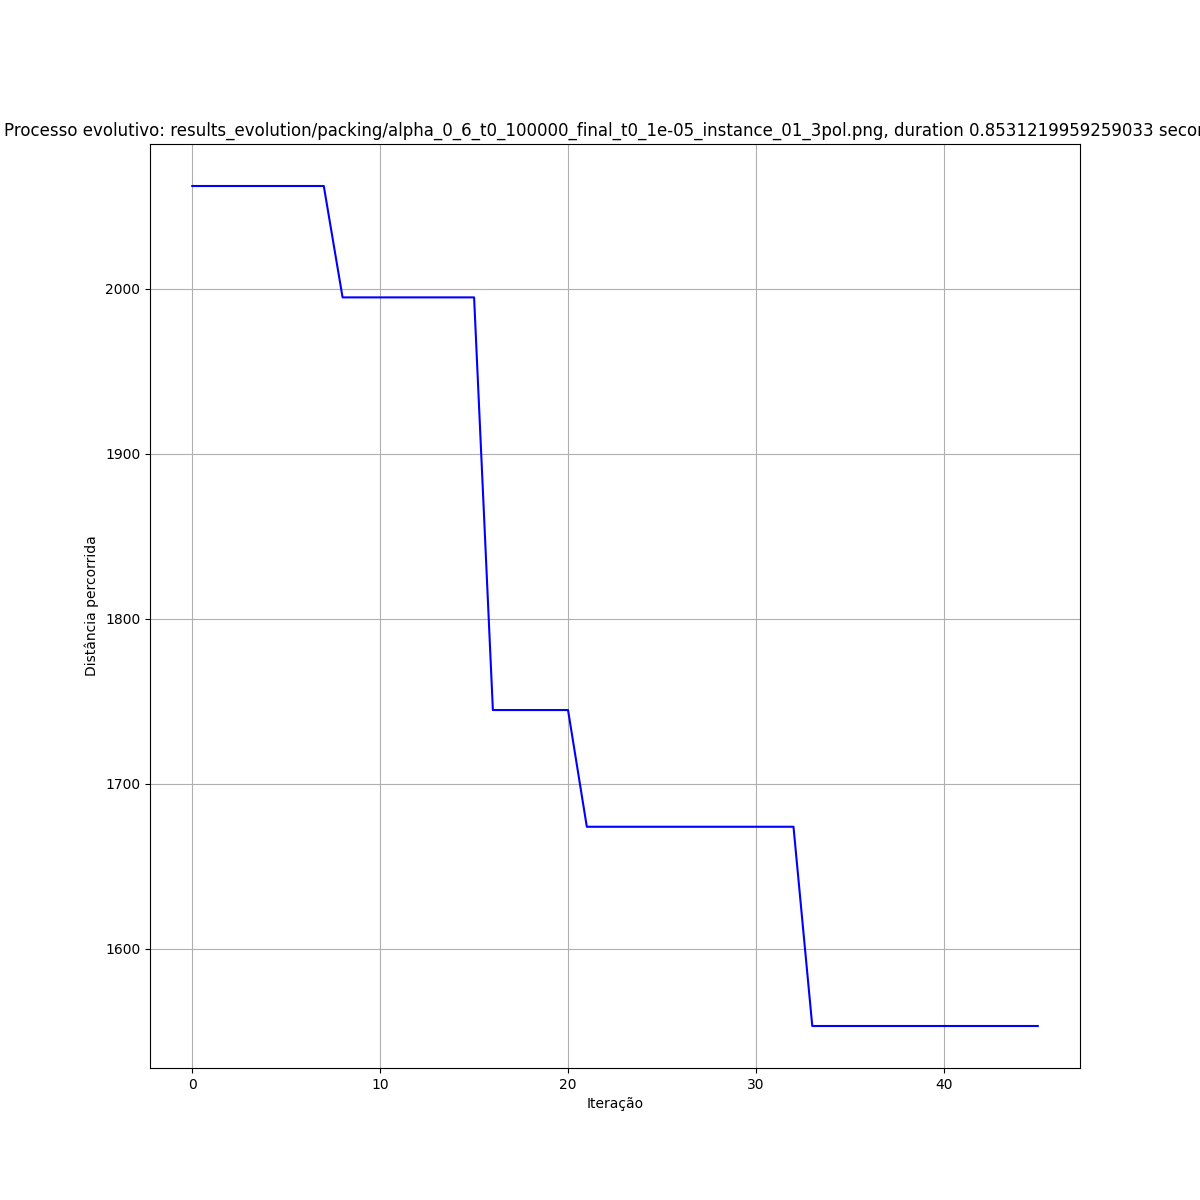 Processo evolutivo: results_evolution/packing/alpha_0_6_t0_100000_final_t0_1e-05_instance_01_3pol.png, duration 0.8531219959259033 secon
2000
1900
1800
1700
1600
Distância percorrida
0 10 20 30 40
Iteração